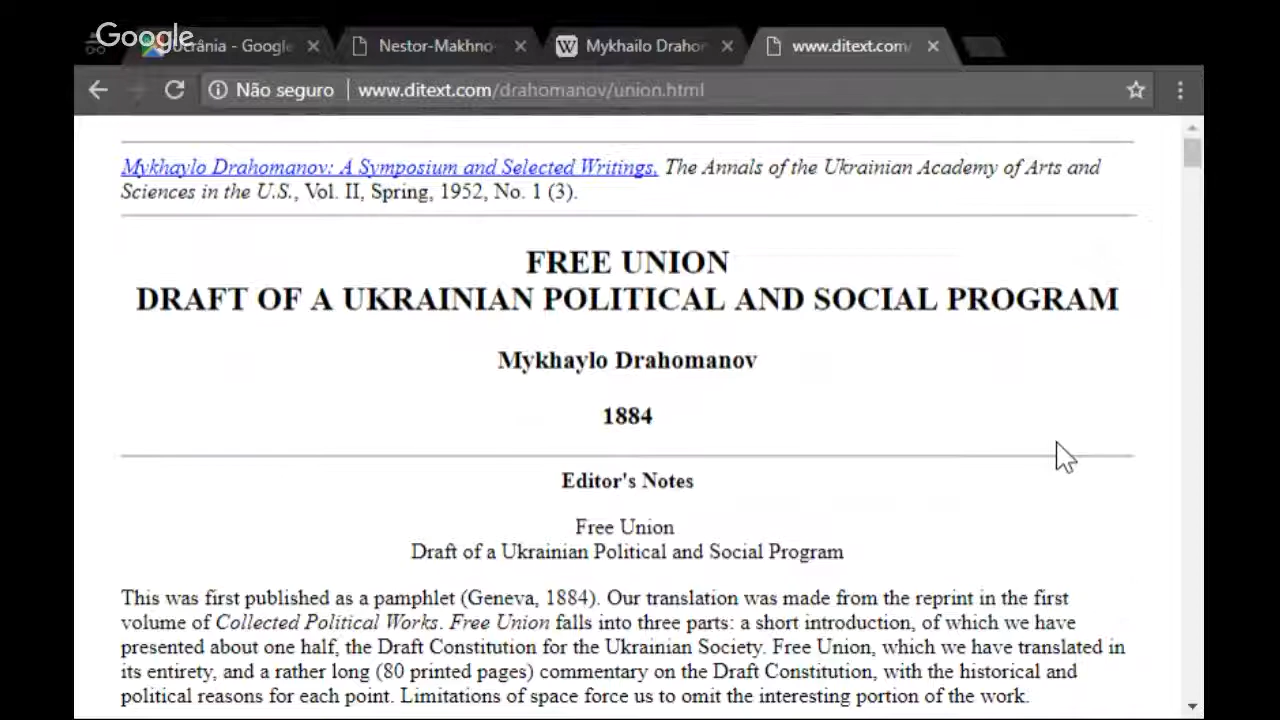 Google
rânia - Google
Nestor-Makhno
W
Mykhailo Drahor
www.ditext.com/
Não seguro
www.ditext.com/drahomanov/union.html
Mykhaylo Drahomanov: A Symposium and Selected Writings, The Annals of the Ukrainian Academy of Arts and
Sciences in the U.S., Vol. II, Spring, 1952, No. 1 (3).
FREE UNION
DRAFT OF A UKRAINIAN POLITICAL AND SOCIAL PROGRAM
Mykhaylo Drahomanov
1884
Editor's Notes
Free Union
Draft of a Ukrainian Political and Social Program
This was first published as a pamphlet (Geneva, 1884). Our translation was made from the reprint in the first
volume of Collected Political Works. Free Union falls into three parts: a short introduction, of which we have
presented about one half, the Draft Constitution for the Ukrainian Society. Free Union, which we have translated in
its entirety, and a rather long (80 printed pages) commentary on the Draft Constitution, with the historical and
political reasons for each point. Limitations of space force us to omit the interesting portion of the work.